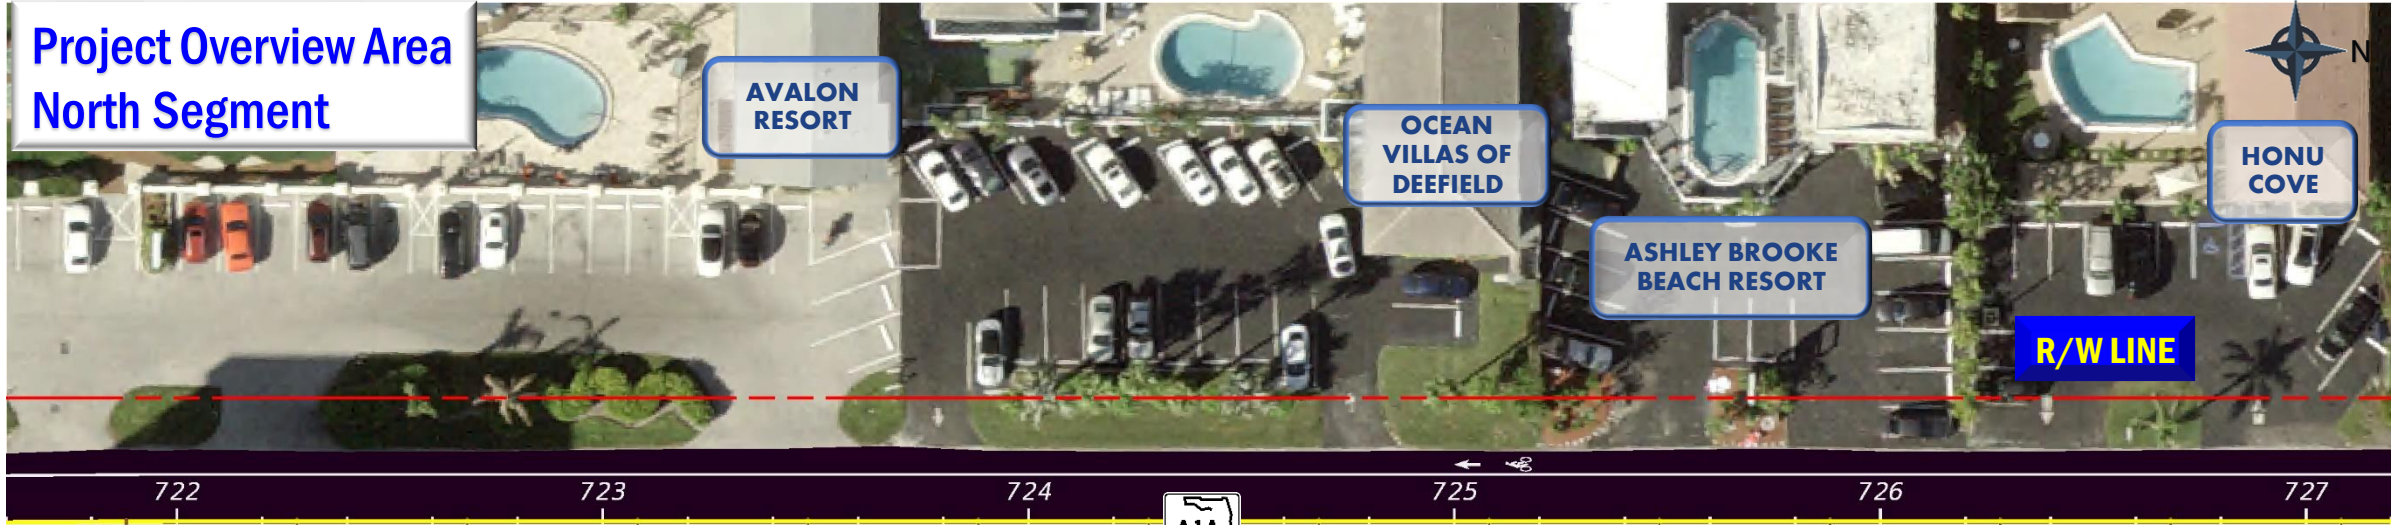 Project Overview Area
North Segment
AVALON
RESORT
OCEAN
VILLAS OF
DEEFIELD
ASHLEY BROOKE
BEACH RESORT
HONU
COVE
N
R/W LINE
722
723
724
725
726
727
A1A